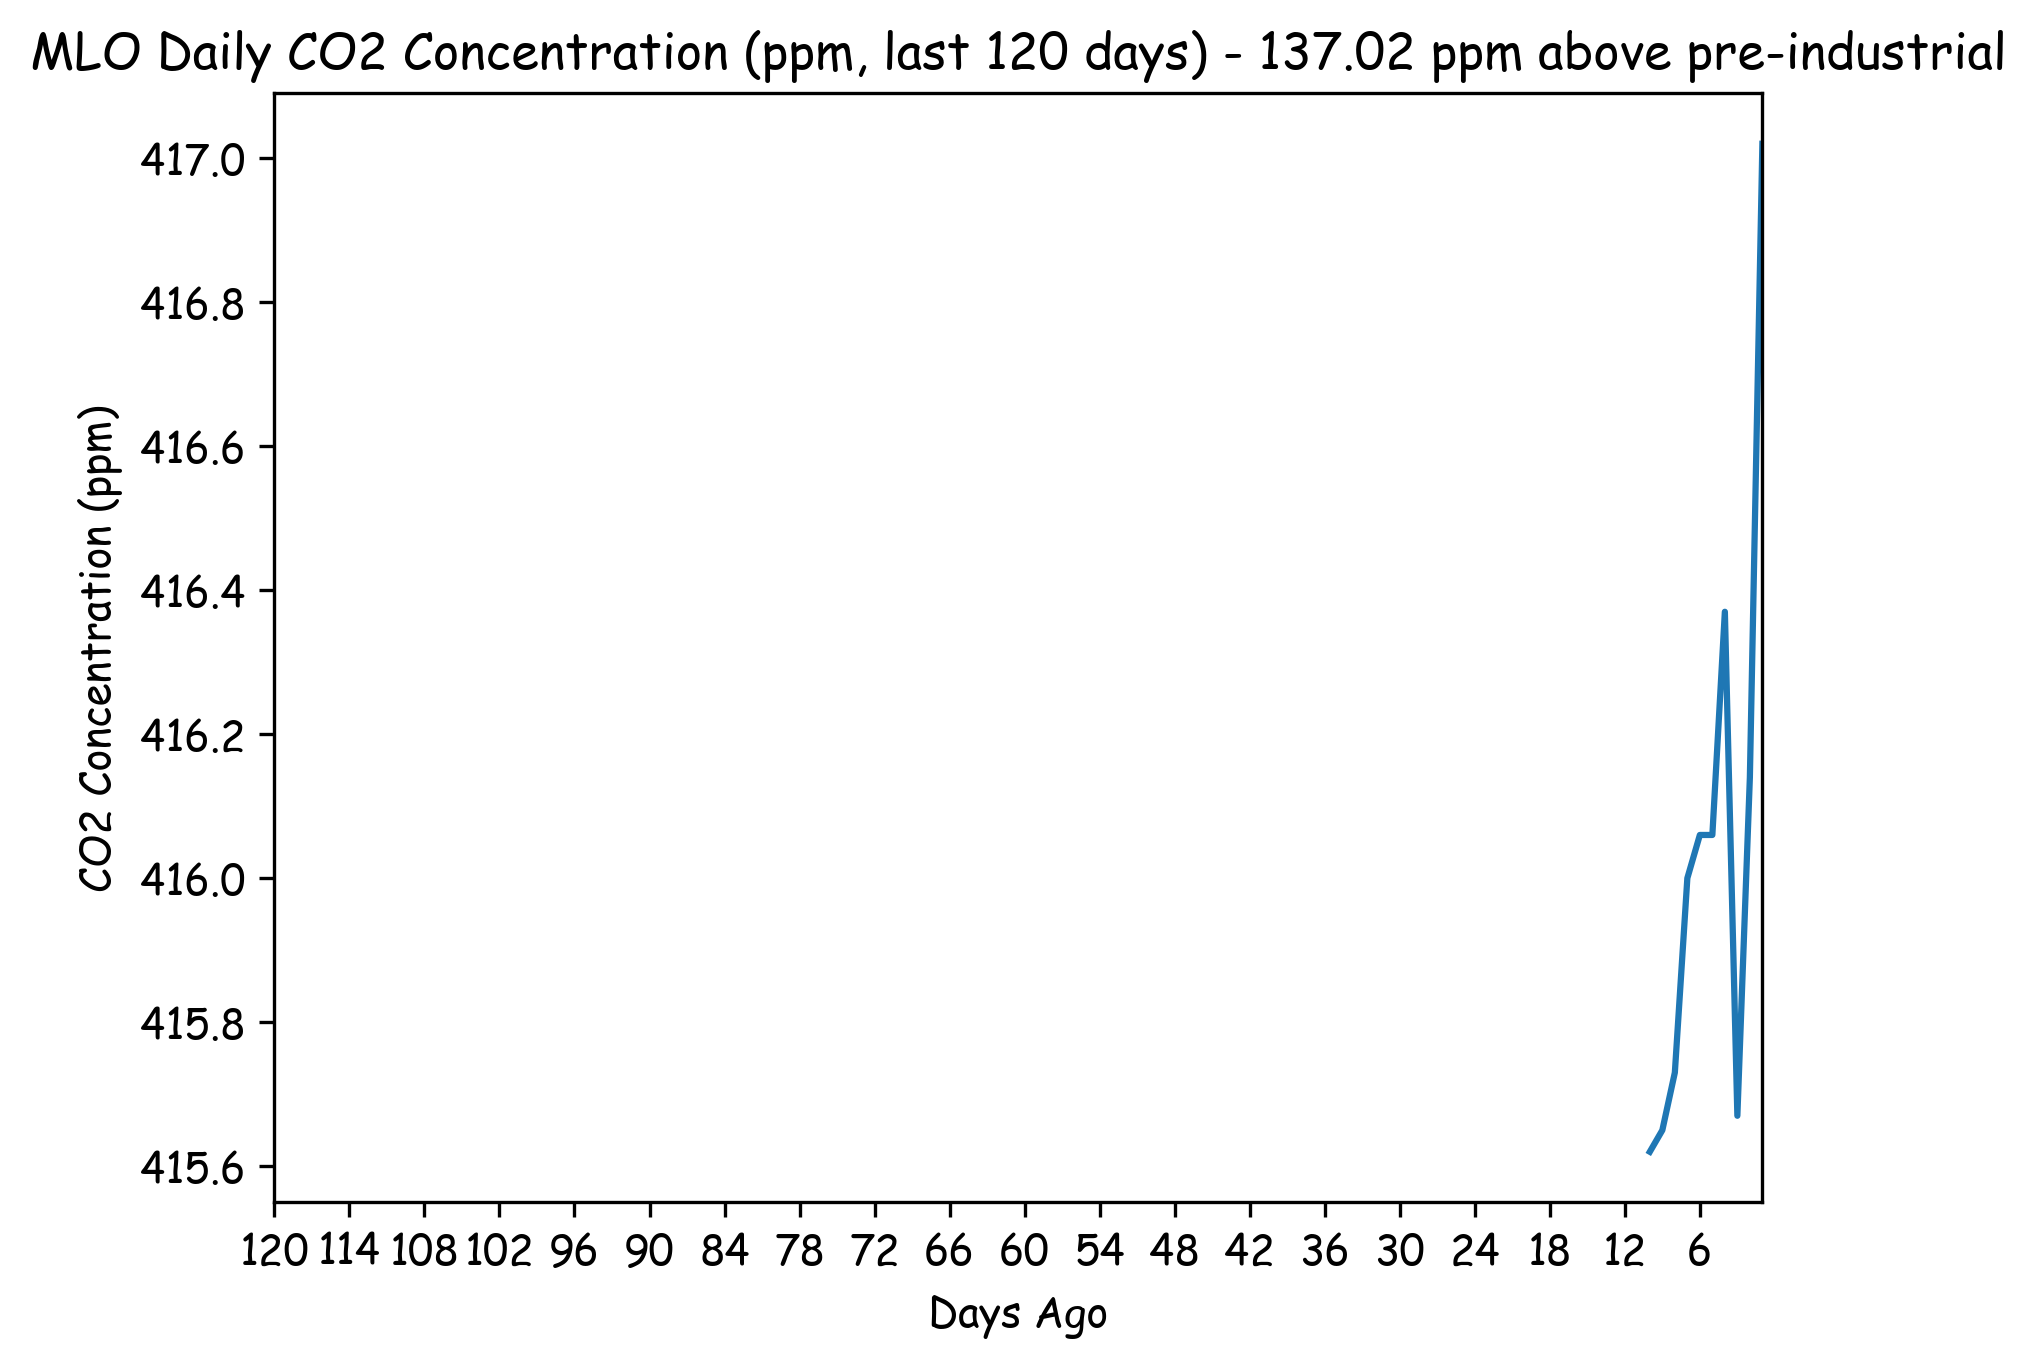 MLO Daily CO2 Concentration (ppm, last 120 days) - 137.02 ppm above pre-industrial
417.0
416.8
416.6
416.4
416.2
416.0
415.8
415.6
CO2 Concentration (ppm)
120 114 108 102 96 90 84 78 72 66 60 54 48 42 36 30 24 18 12 6
Days Ago